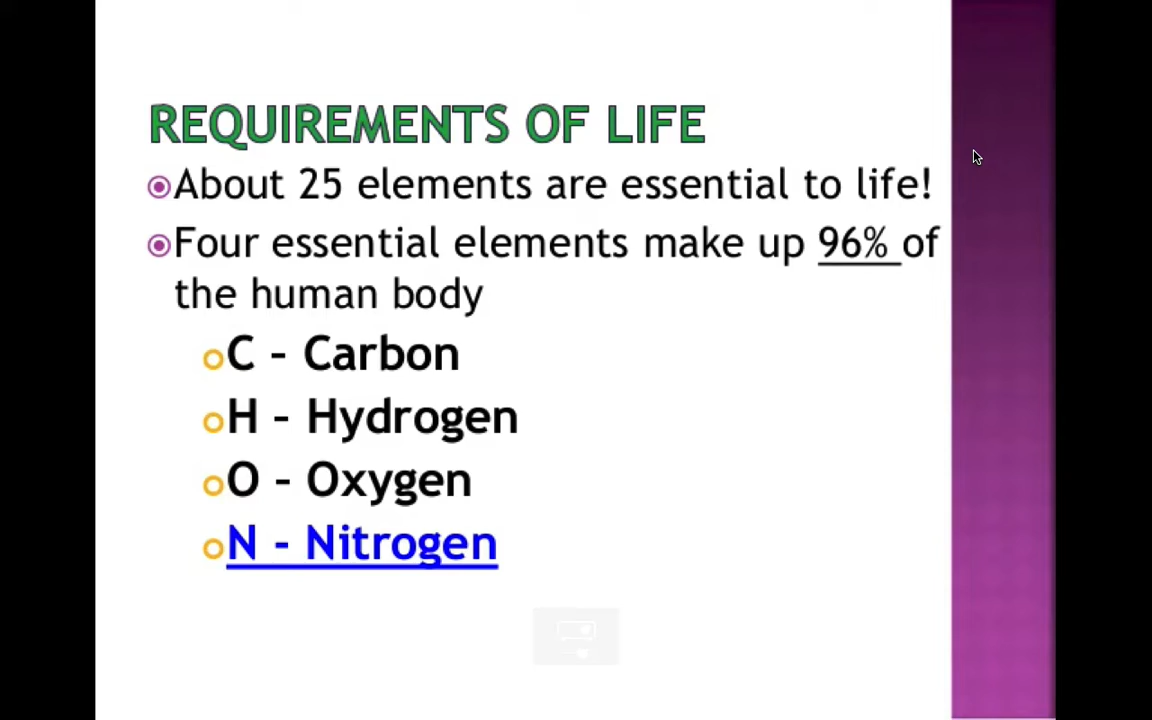 REQUIREMENTS OF LIFE
About 25 elements are essential to life!
Four essential elements make up 96% of
the human body
C - Carbon
H - Hydrogen
O - Oxygen
N - Nitrogen